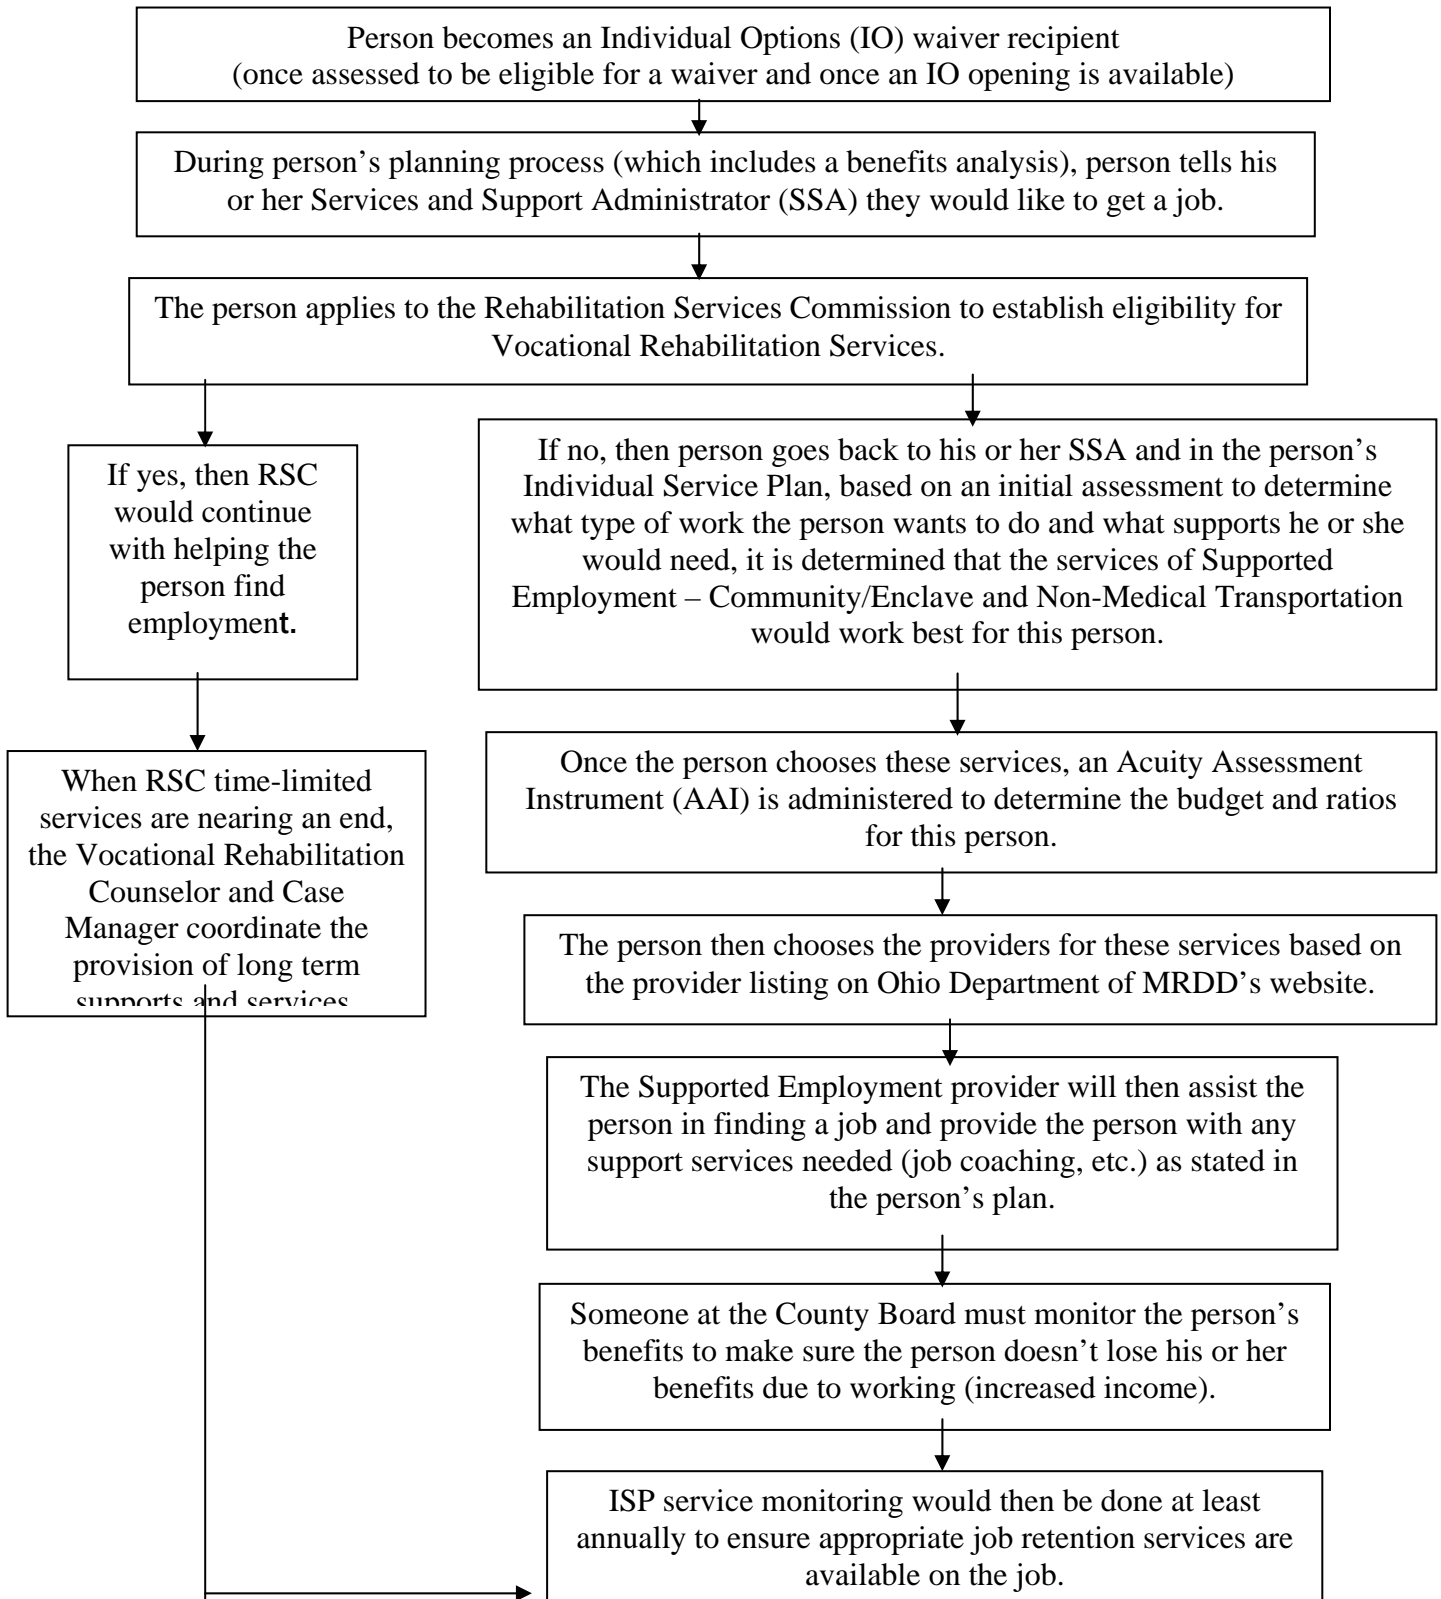 Person becomes an Individual Options (IO) waiver recipient
(once assessed to be eligible for a waiver and once an IO opening is available)
During person’s planning process (which includes a benefits analysis), person tells his
or her Services and Support Administrator (SSA) they would like to get a job.
The person applies to the Rehabilitation Services Commission to establish eligibility for
Vocational Rehabilitation Services.
If yes, then RSC
would continue
with helping the
person find
employment.
When RSC time-limited
services are nearing an end,
the Vocational Rehabilitation
Counselor and Case
Manager coordinate the
provision of long term
supports and services
If no, then person goes back to his or her SSA and in the person’s
Individual Service Plan, based on an initial assessment to determine
what type of work the person wants to do and what supports he or she
would need, it is determined that the services of Supported
Employment – Community/Enclave and Non-Medical Transportation
would work best for this person.
Once the person chooses these services, an Acuity Assessment
Instrument (AAI) is administered to determine the budget and ratios
for this person.
The person then chooses the providers for these services based on
the provider listing on Ohio Department of MRDD’s website.
The Supported Employment provider will then assist the
person in finding a job and provide the person with any
support services needed (job coaching, etc.) as stated in
the person’s plan.
Someone at the County Board must monitor the person’s
benefits to make sure the person doesn’t lose his or her
benefits due to working (increased income).
ISP service monitoring would then be done at least
annually to ensure appropriate job retention services are
available on the job.